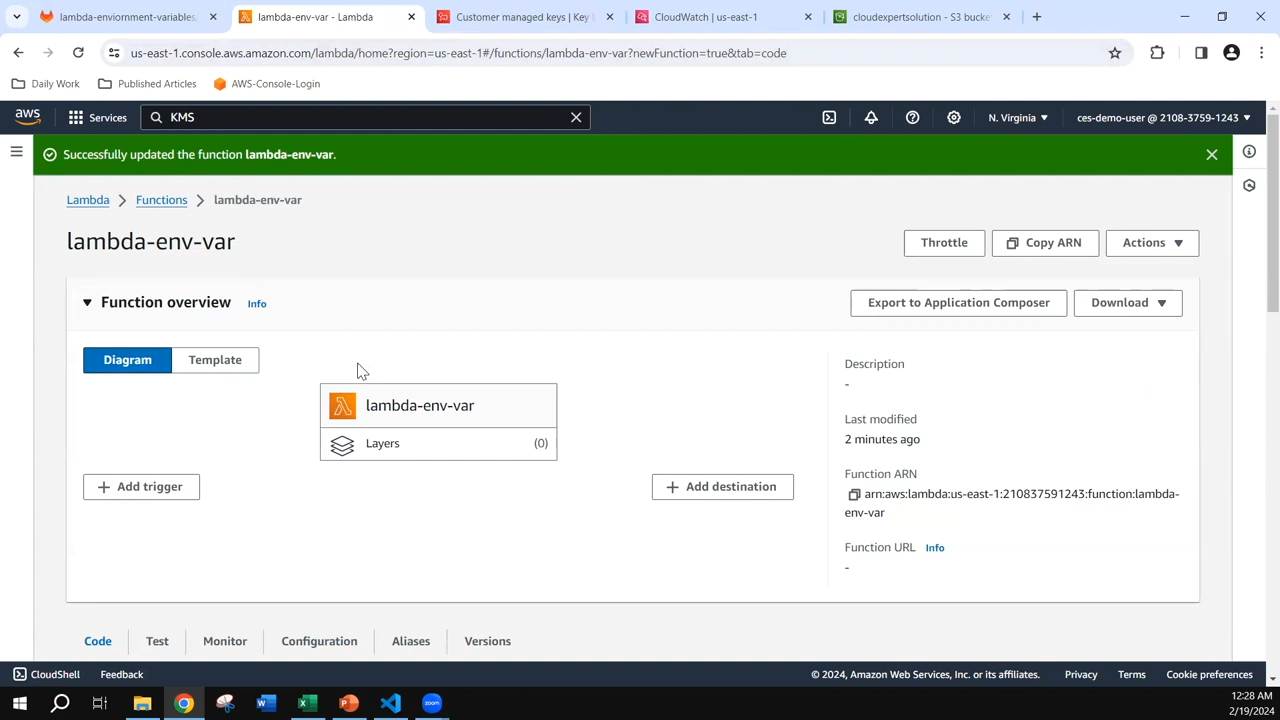 lambda-enviornment-variables/
lambda-env-var - Lambda
Customer managed keys | Key
CloudWatch | us-east-1
cloudexpertsolution - S3 bucke
us-east-1.console.aws.amazon.com/lambda/home?region=us-east-1#/functions/lambda-env-var?newFunction=true&tab=code
Daily Work
Published Articles
AWS-Console-Login
aws
Services
KMS
N. Virginia
ces-demo-user @ 2108-3759-1243
Successfully updated the function lambda-env-var.
Lambda
Functions
lambda-env-var
lambda-env-var
Throttle
Copy ARN
Actions
Function overview
Info
Export to Application Composer
Download
Diagram
Template
lambda-env-var
Layers
(0)
Add trigger
Add destination
Description
-
Last modified
2 minutes ago
Function ARN
arn:aws:lambda:us-east-1:210837591243:function:lambda-
env-var
Function URL
Info
-
Code
Test
Monitor
Configuration
Aliases
Versions
CloudShell
Feedback
© 2024, Amazon Web Services, Inc. or its affiliates.
Privacy
Terms
Cookie preferences
zoom
12:28 AM
2/19/2024